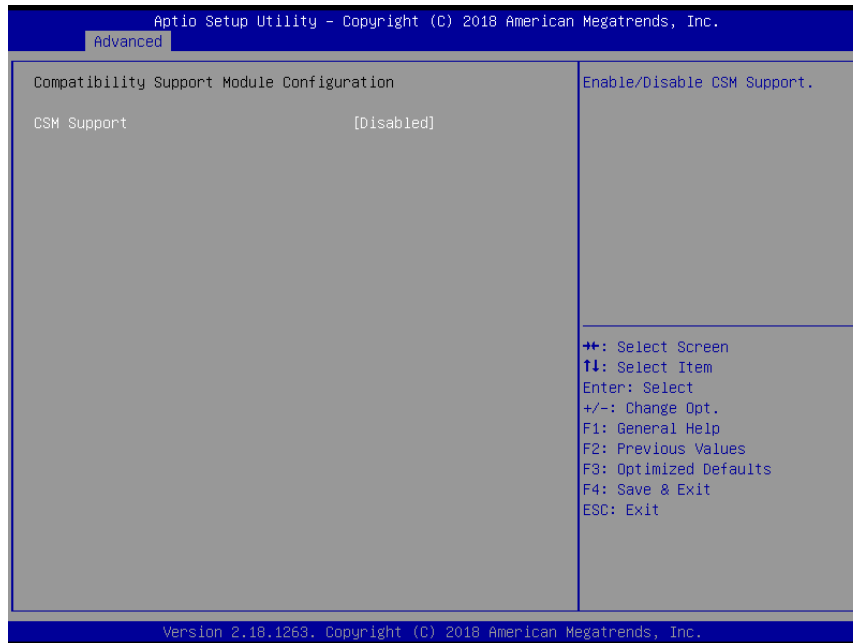 Aptio Setup Utility – Copyright (C) 2018 American Megatrends, Inc.
Advanced
Compatibility Support Module Configuration
CSM Support [Disabled]
Enable/Disable CSM Support.
→←: Select Screen
↑↓: Select Item
Enter: Select
+/-: Change Opt.
F1: General Help
F2: Previous Values
F3: Optimized Defaults
F4: Save & Exit
ESC: Exit
Version 2.18.1263. Copyright (C) 2018 American Megatrends, Inc.